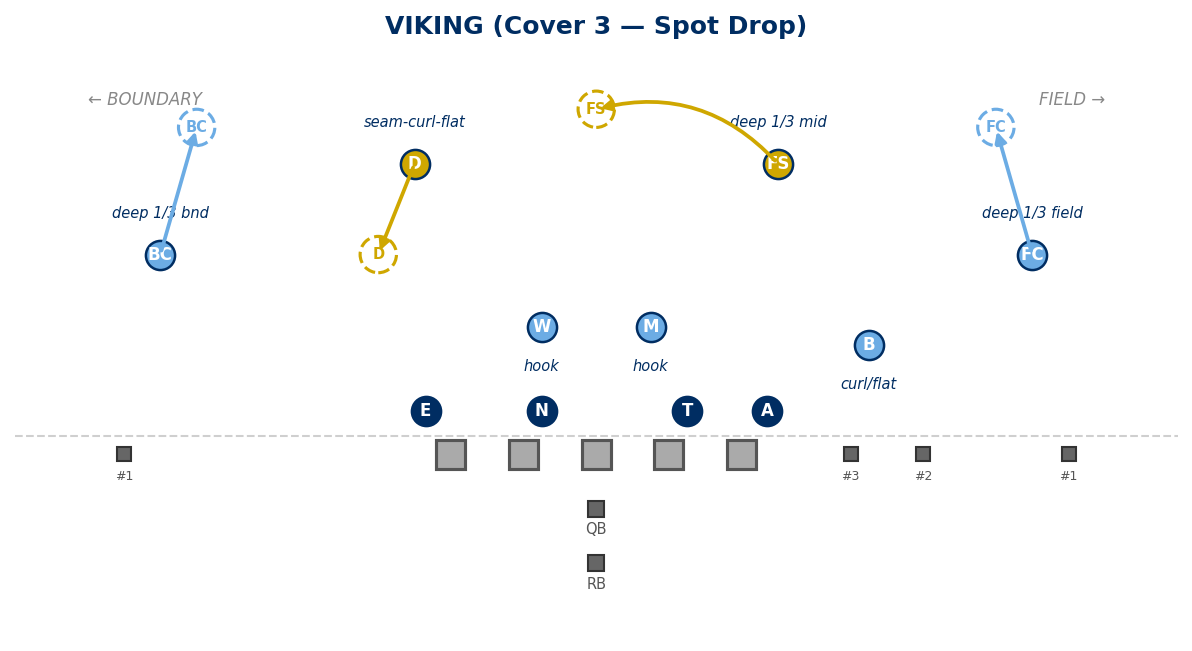 VIKING (Cover 3 — Spot Drop)
← BOUNDARY
FIELD →
FS
BC
FC
seam-curl-flat
deep 1/3 mid
D
FS
deep 1/3 bnd
deep 1/3 field
BC
D
FC
W
M
B
hook
hook
curl/flat
E
N
T
A
#1
#3
#2
#1
QB
RB